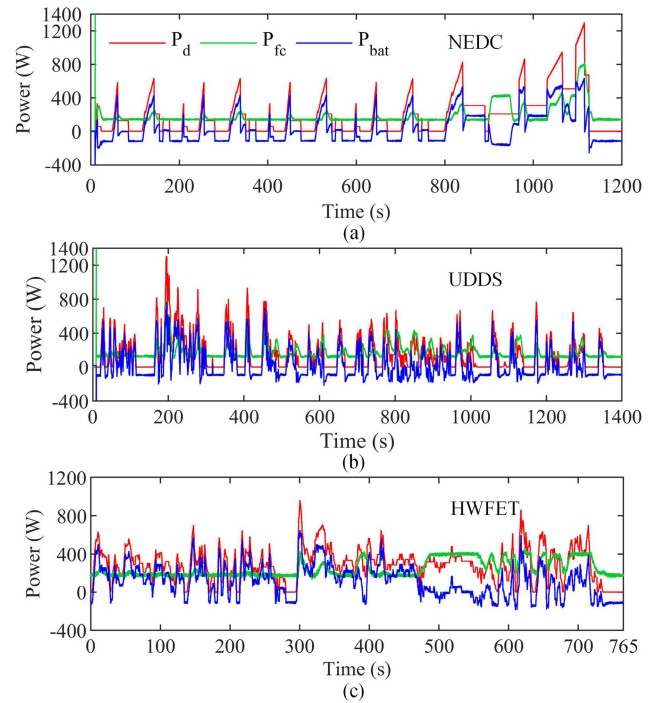 1400
P_d P_fc P_bat NEDC
1200
800
400
0
-400
Power (W)
0 200 400 600 800 1000 1200
Time (s)
(a)
1400
UDDS
1200
800
400
0
-400
Power (W)
0 200 400 600 800 1000 1200 1400
Time (s)
(b)
1200
HWFET
800
400
0
-400
Power (W)
0 100 200 300 400 500 600 700 765
Time (s)
(c)